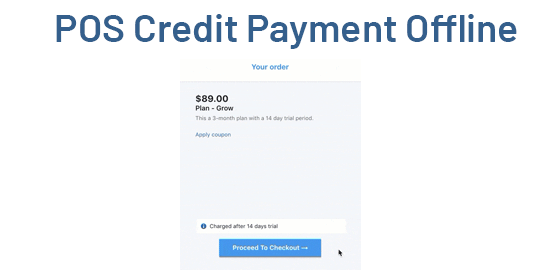 POS Credit Payment Offline
Your order
$89.00
Plan - Grow
This a 3-month plan with a 14 day trial period.
Apply coupon
Charged after 14 days trial
Proceed To Checkout →